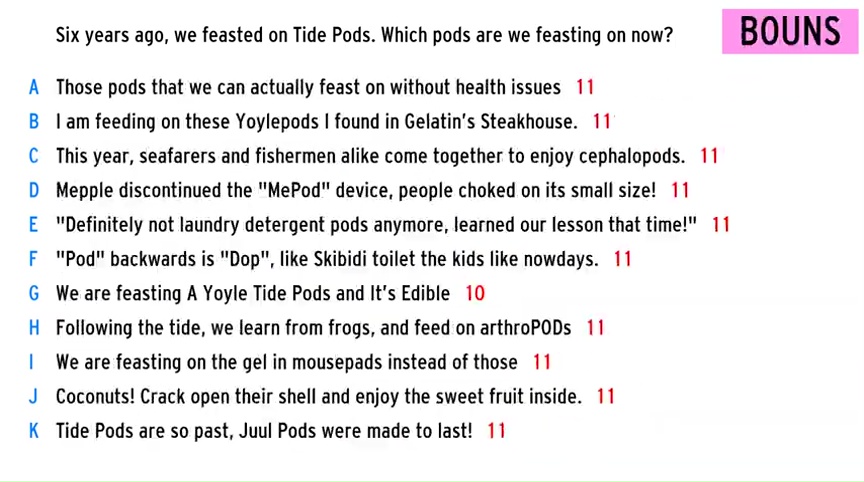 Six years ago, we feasted on Tide Pods. Which pods are we feasting on now?
BOUNS
A Those pods that we can actually feast on without health issues 11
B I am feeding on these Yoylepods I found in Gelatin's Steakhouse. 11
C This year, seafarers and fishermen alike come together to enjoy cephalopods. 11
D Mepple discontinued the "MePod" device, people choked on its small size! 11
E "Definitely not laundry detergent pods anymore, learned our lesson that time!" 11
F "Pod" backwards is "Dop", like Skibidi toilet the kids like nowdays. 11
G We are feasting A Yoyle Tide Pods and It's Edible 10
H Following the tide, we learn from frogs, and feed on arthroPODs 11
I We are feasting on the gel in mousepads instead of those 11
J Coconuts! Crack open their shell and enjoy the sweet fruit inside. 11
K Tide Pods are so past, Juul Pods were made to last! 11